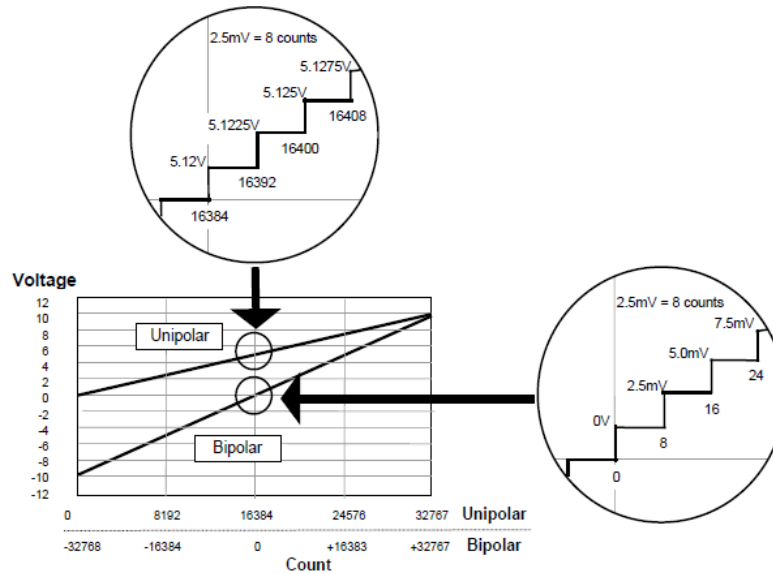 2.5mV = 8 counts
5.1275V
5.125V
16408
5.1225V
16400
5.12V
16392
16384
Voltage
12
10
8
6
4
2
0
-2
-4
-6
-8
-10
-12
Unipolar
Bipolar
2.5mV = 8 counts
7.5mV
5.0mV
24
2.5mV
16
0V
8
0
0 8192 16384 24576 32767 Unipolar
-32768 -16384 0 +16383 +32767 Bipolar
Count